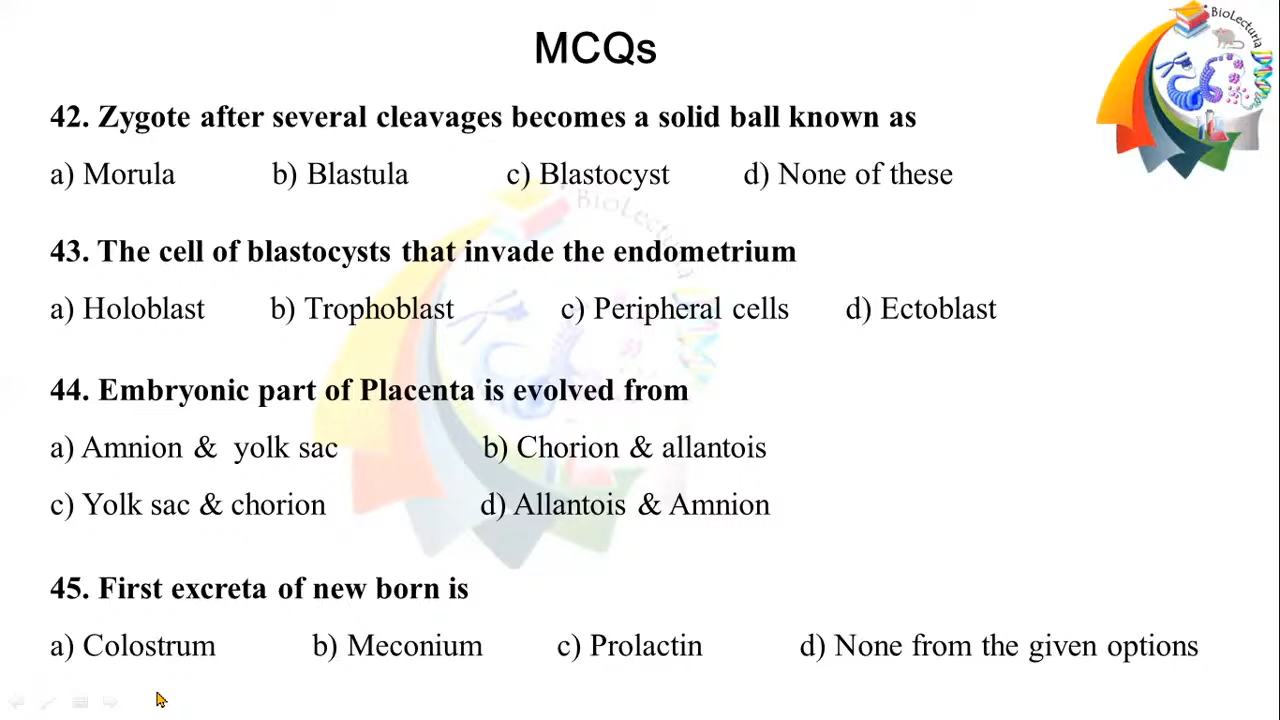 MCQs
BioLecturia
42. Zygote after several cleavages becomes a solid ball known as
a) Morula b) Blastula c) Blastocyst d) None of these
BioLecturia
43. The cell of blastocysts that invade the endometrium
a) Holoblast b) Trophoblast c) Peripheral cells d) Ectoblast
44. Embryonic part of Placenta is evolved from
a) Amnion & yolk sac b) Chorion & allantois
c) Yolk sac & chorion d) Allantois & Amnion
45. First excreta of new born is
a) Colostrum b) Meconium c) Prolactin d) None from the given options